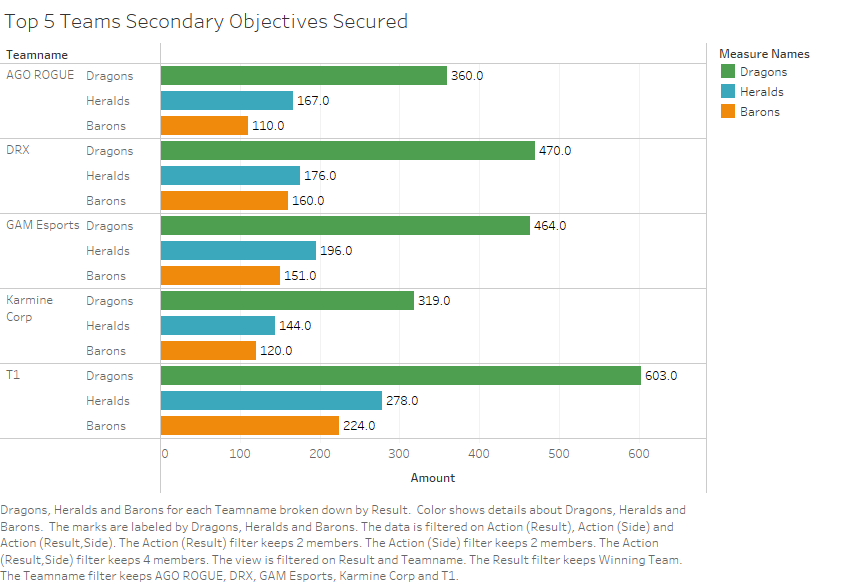 Top 5 Teams Secondary Objectives Secured
Teamname
Measure Names
Dragons
Heralds
Barons
AGO ROGUE Dragons 360.0
Heralds 167.0
Barons 110.0
DRX Dragons 470.0
Heralds 176.0
Barons 160.0
GAM Esports Dragons 464.0
Heralds 196.0
Barons 151.0
Karmine Dragons 319.0
Corp
Heralds 144.0
Barons 120.0
T1 Dragons 603.0
Heralds 278.0
Barons 224.0
0 100 200 300 400 500 600
Amount
Dragons, Heralds and Barons for each Teamname broken down by Result.  Color shows details about Dragons, Heralds and
Barons.  The marks are labeled by Dragons, Heralds and Barons. The data is filtered on Action (Result), Action (Side) and
Action (Result,Side). The Action (Result) filter keeps 2 members. The Action (Side) filter keeps 2 members. The Action
(Result,Side) filter keeps 4 members. The view is filtered on Result and Teamname. The Result filter keeps Winning Team.
The Teamname filter keeps AGO ROGUE, DRX, GAM Esports, Karmine Corp and T1.